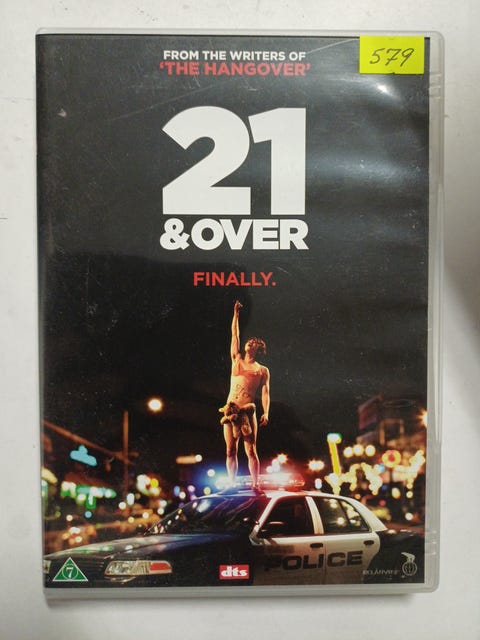 FROM THE WRITERS OF
'THE HANGOVER'
579
21
&OVER
FINALLY.
POLICE
7
dts